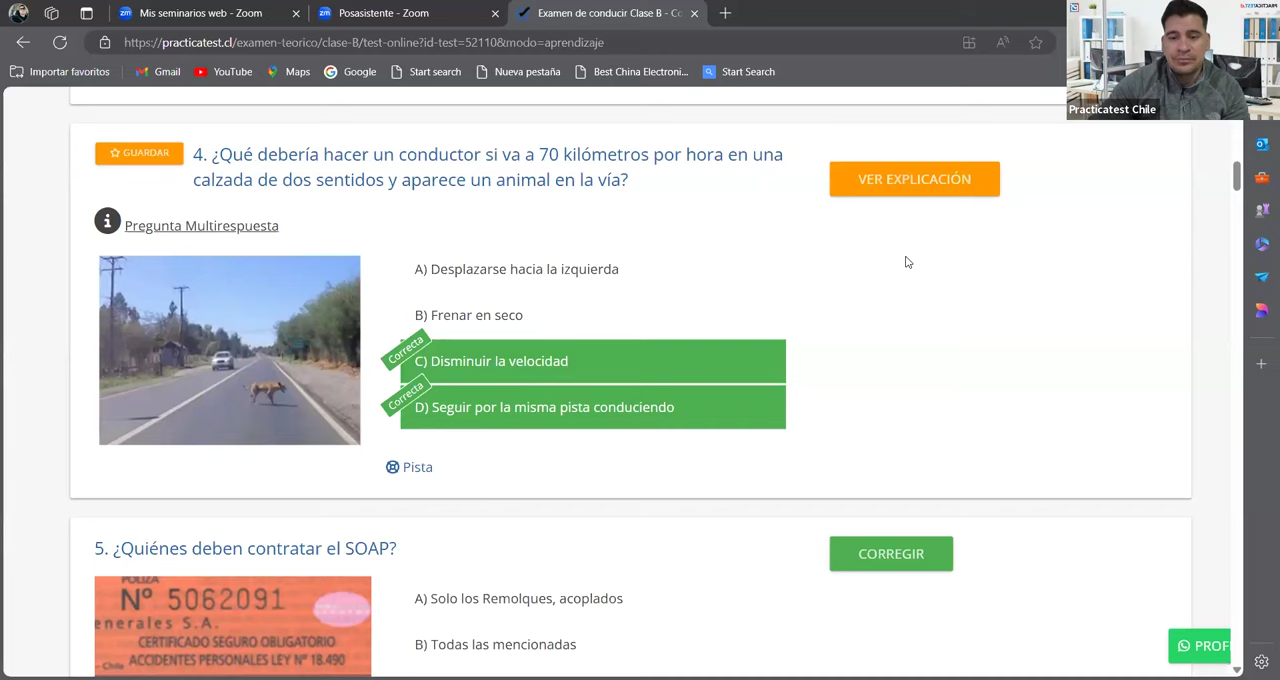 Mis seminarios web - Zoom
Posasistente - Zoom
Examen de conducir Clase B - Co
https://practicatest.cl/examen-teorico/clase-B/test-online?id-test=52110&modo=aprendizaje
Importar favoritos
Gmail
YouTube
Maps
Google
Start search
Nueva pestaña
Best China Electroni...
Start Search
Practicatest Chile
GUARDAR
4. ¿Qué debería hacer un conductor si va a 70 kilómetros por hora en una
calzada de dos sentidos y aparece un animal en la vía?
VER EXPLICACIÓN
Pregunta Multirespuesta
A) Desplazarse hacia la izquierda
B) Frenar en seco
Correcta
C) Disminuir la velocidad
Correcta
D) Seguir por la misma pista conduciendo
Pista
5. ¿Quiénes deben contratar el SOAP?
CORREGIR
POLIZA
Nº 5062091
enerales S.A.
CERTIFICADO SEGURO OBLIGATORIO
- Chile ACCIDENTES PERSONALES LEY Nº 18.490
A) Solo los Remolques, acoplados
B) Todas las mencionadas
PROF